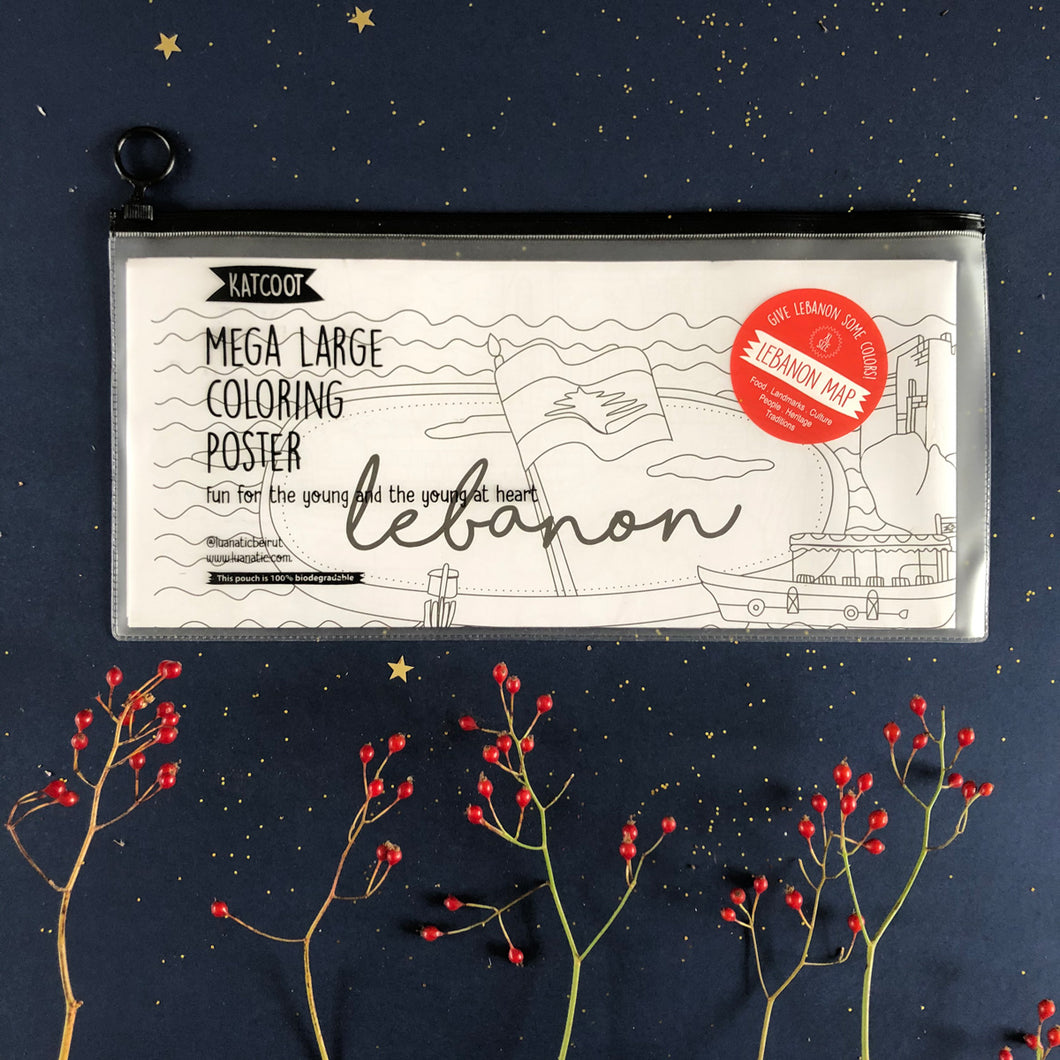 KATCOOT
MEGA LARGE
COLORING
POSTER
fun for the young and the young at heart
lebanon
@luanaticbeirut
www.luanatic.com
This pouch is 100% biodegradable
GIVE LEBANON SOME COLORS!
LEBANON MAP
Food . Landmarks . Culture
People . Heritage
Traditions